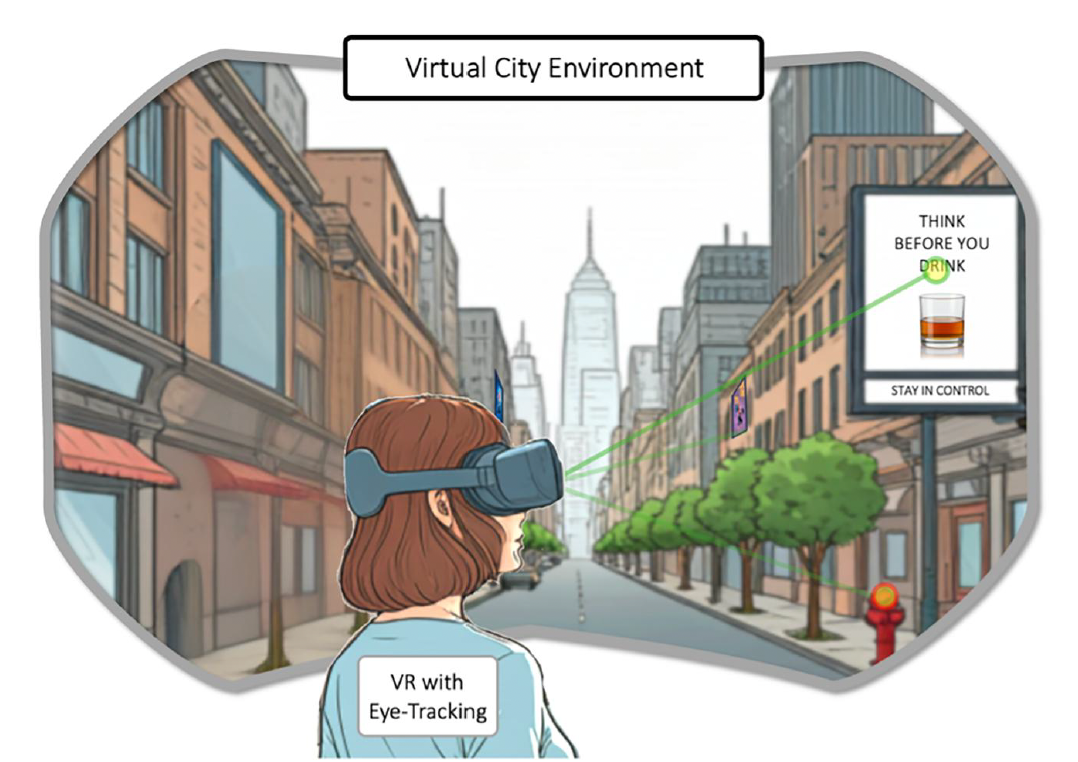 Virtual City Environment
THINK
BEFORE YOU
DRINK
STAY IN CONTROL
VR with
Eye-Tracking